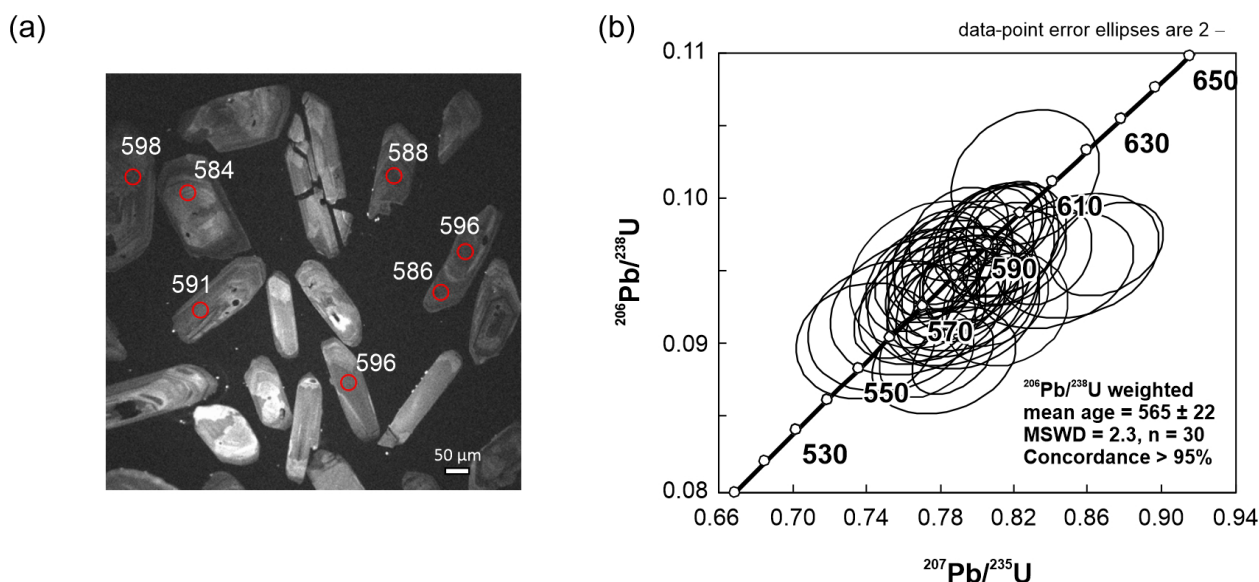 (a)
598
584
588
596
586
591
596
50 µm
(b)
data-point error ellipses are 2 –
0.11
0.10
0.09
0.08
²⁰⁶Pb/²³⁸U
650
630
610
590
570
550
530
²⁰⁶Pb/²³⁸U weighted
mean age = 565 ± 22
MSWD = 2.3, n = 30
Concordance > 95%
0.66 0.70 0.74 0.78 0.82 0.86 0.90 0.94
²⁰⁷Pb/²³⁵U